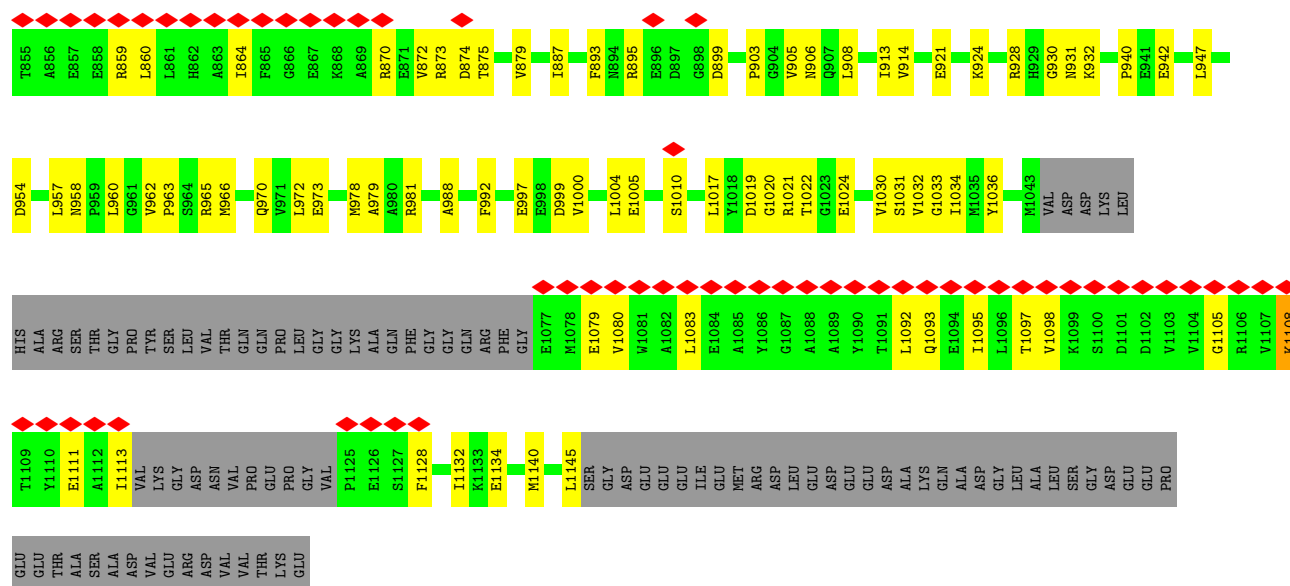 T855 A856 E857 E858 R859 L860 L861 H862 A863 I864 F865 G866 E867 K868 A869 R870 E871 V872 R873 D874 T875 V879 I887 F893 N894 R895 E896 D897 G898 D899 P903 G904 V905 N906 Q907 L908 I913 V914 E921 K924 R928 H929 G930 N931 K932 P940 E941 E942 L947
D954 L957 N958 P959 L960 G961 V962 P963 S964 R965 M966 Q970 V971 L972 E973 M978 A979 A980 R981 A988 F992 E997 E998 D999 V1000 L1004 E1005 S1010 L1017 Y1018 D1019 G1020 R1021 T1022 G1023 E1024 V1030 S1031 V1032 G1033 I1034 M1035 Y1036 M1043 VAL ASP ASP LYS LEU
HIS ALA ARG SER THR GLY PRO TYR SER LEU VAL THR GLN GLN PRO LEU GLY GLY LYS ALA GLN PHE GLY GLY GLN ARG PHE GLY E1077 M1078 E1079 V1080 W1081 A1082 L1083 E1084 A1085 Y1086 G1087 A1088 A1089 Y1090 T1091 L1092 Q1093 E1094 I1095 L1096 T1097 V1098 K1099 S1100 D1101 D1102 V1103 V1104 G1105 R1106 V1107 K1108
T1109 Y1110 E1111 A1112 I1113 VAL LYS GLY ASP ASN VAL PRO GLU PRO GLY VAL P1125 E1126 S1127 F1128 I1132 K1133 E1134 M1140 L1145 SER GLY ASP GLU GLU GLU ILE GLU MET ARG ASP LEU GLU ASP GLU GLU ASP ALA LYS GLN ALA ASP GLY LEU ALA LEU SER GLY ASP GLU GLU PRO
GLU GLU THR ALA SER ALA ASP VAL GLU ARG ASP VAL VAL THR LYS GLU